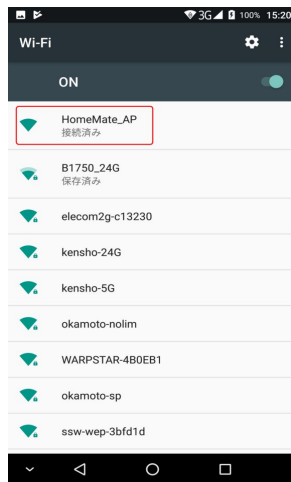 3G 100% 15:20
Wi-Fi
ON
HomeMate_AP
接続済み
B1750_24G
保存済み
elecom2g-c13230
kensho-24G
kensho-5G
okamoto-nolim
WARPSTAR-4B0EB1
okamoto-sp
ssw-wep-3bfd1d